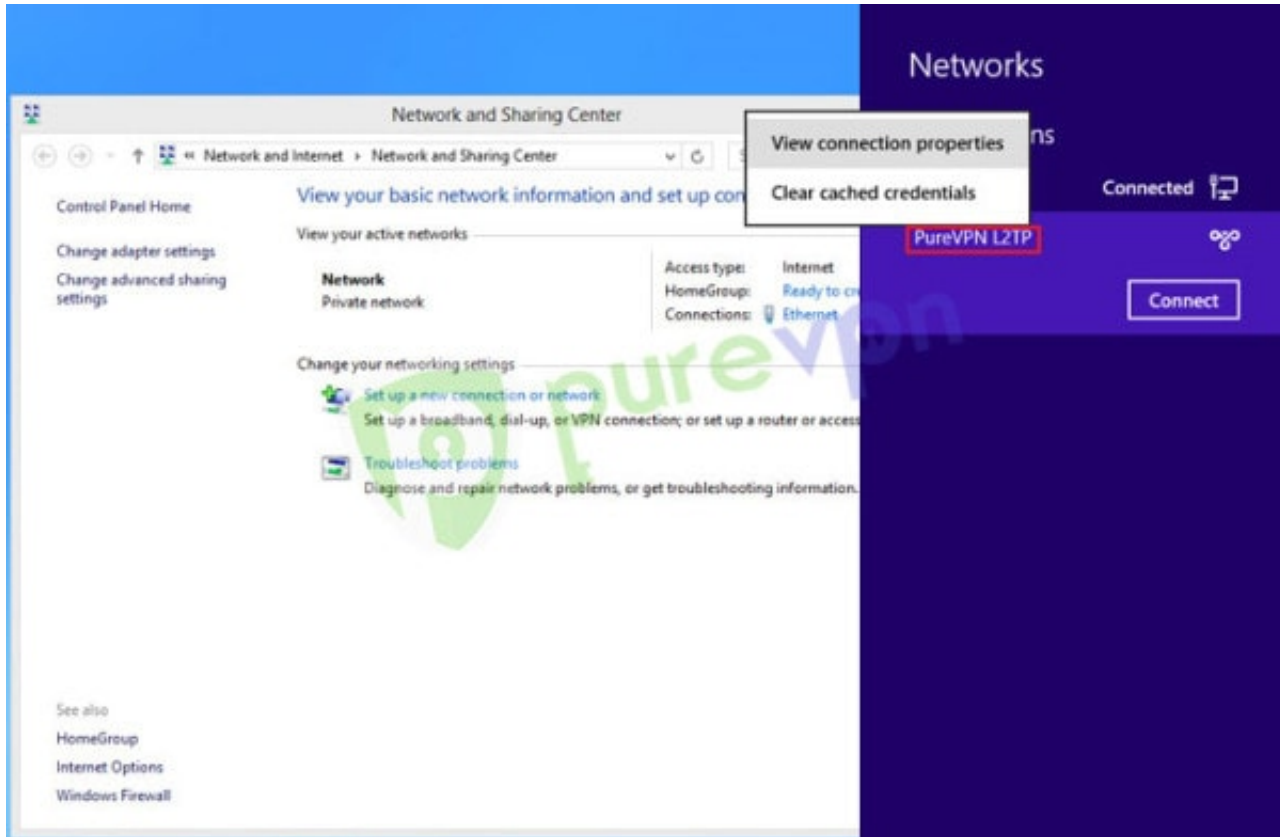 Network and Sharing Center
« Network and Internet ▸ Network and Sharing Center
Control Panel Home
Change adapter settings
Change advanced sharing
settings
View your basic network information and set up con
View your active networks
Network
Private network
Access type: Internet
HomeGroup: Ready to cr
Connections: Ethernet
Change your networking settings
Set up a new connection or network
Set up a broadband, dial-up, or VPN connection; or set up a router or access
Troubleshoot problems
Diagnose and repair network problems, or get troubleshooting information.
See also
HomeGroup
Internet Options
Windows Firewall
purevpn
Networks
ns
View connection properties
Clear cached credentials
Connected
PureVPN L2TP
Connect